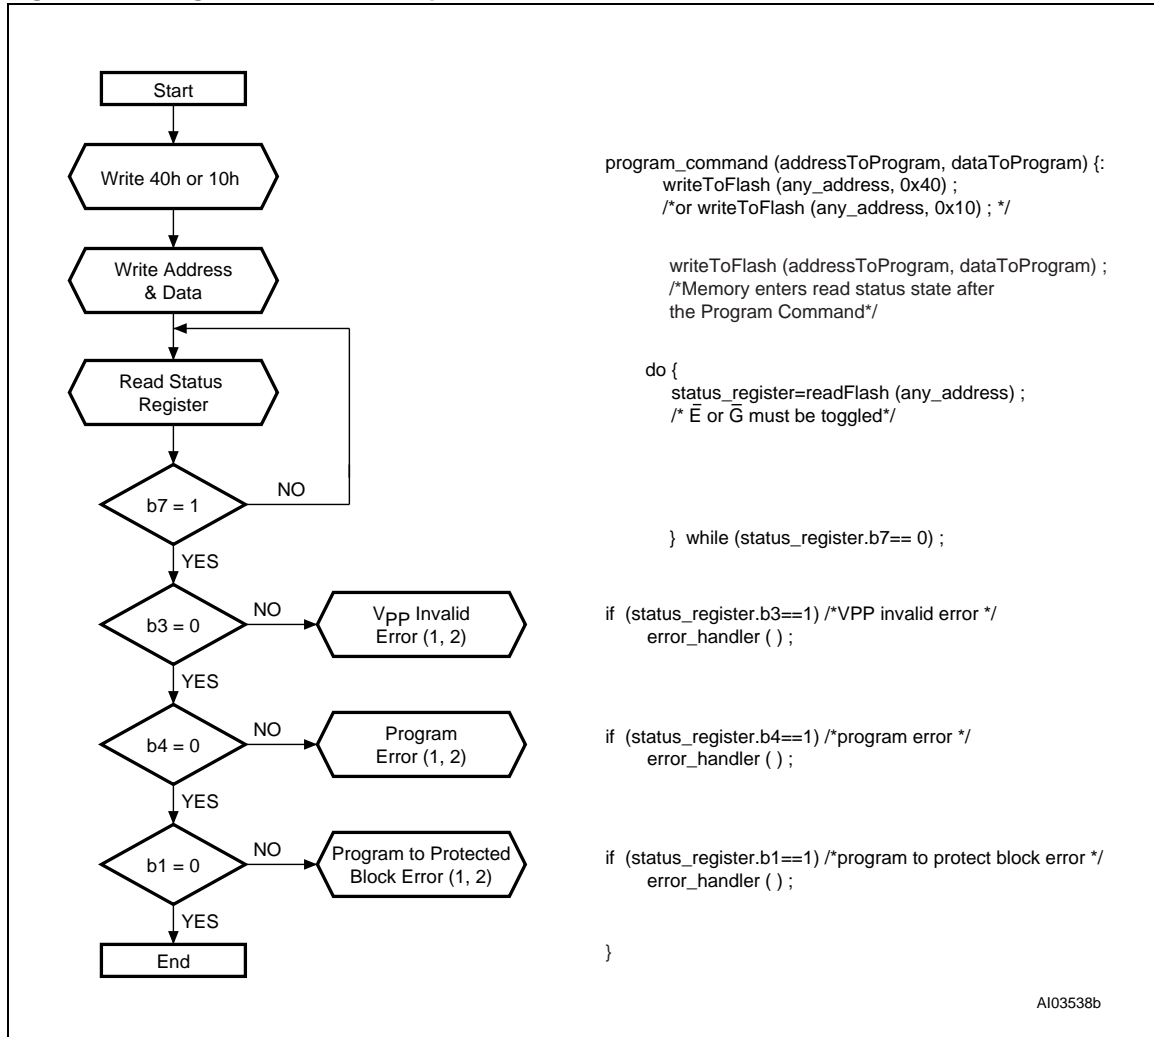 Start
Write 40h or 10h
program_command (addressToProgram, dataToProgram) {:
writeToFlash (any_address, 0x40) ;
/*or writeToFlash (any_address, 0x10) ; */
Write Address
& Data
writeToFlash (addressToProgram, dataToProgram) ;
/*Memory enters read status state after
the Program Command*/
Read Status
Register
do {
status_register=readFlash (any_address) ;
/* E̅ or G̅ must be toggled*/
b7 = 1
NO
YES
} while (status_register.b7== 0) ;
b3 = 0
NO
YES
VPP Invalid
Error (1, 2)
if (status_register.b3==1) /*VPP invalid error */
error_handler ( ) ;
b4 = 0
NO
YES
Program
Error (1, 2)
if (status_register.b4==1) /*program error */
error_handler ( ) ;
b1 = 0
NO
YES
Program to Protected
Block Error (1, 2)
if (status_register.b1==1) /*program to protect block error */
error_handler ( ) ;
End
}
AI03538b